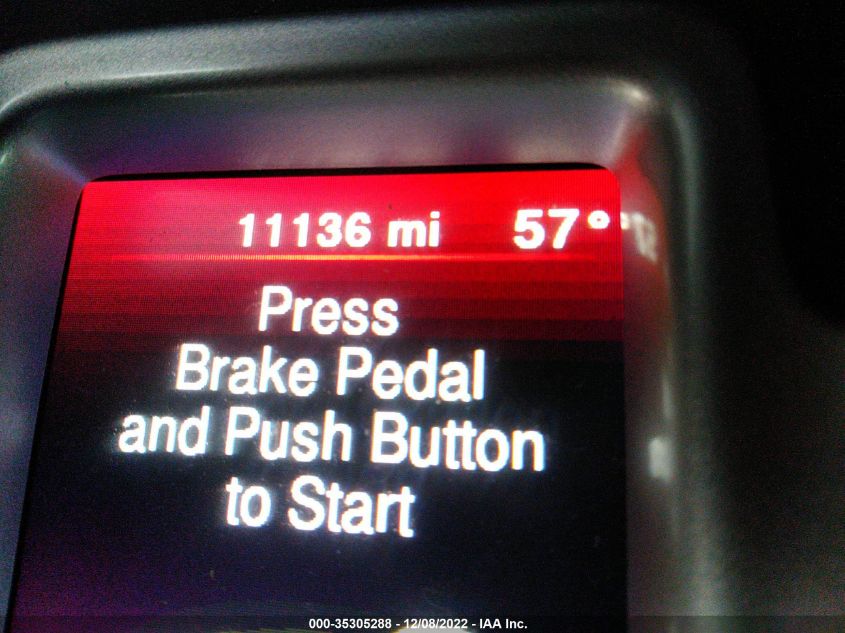 11136 mi 57°
Press
Brake Pedal
and Push Button
to Start
000-35305288 - 12/08/2022 - IAA Inc.